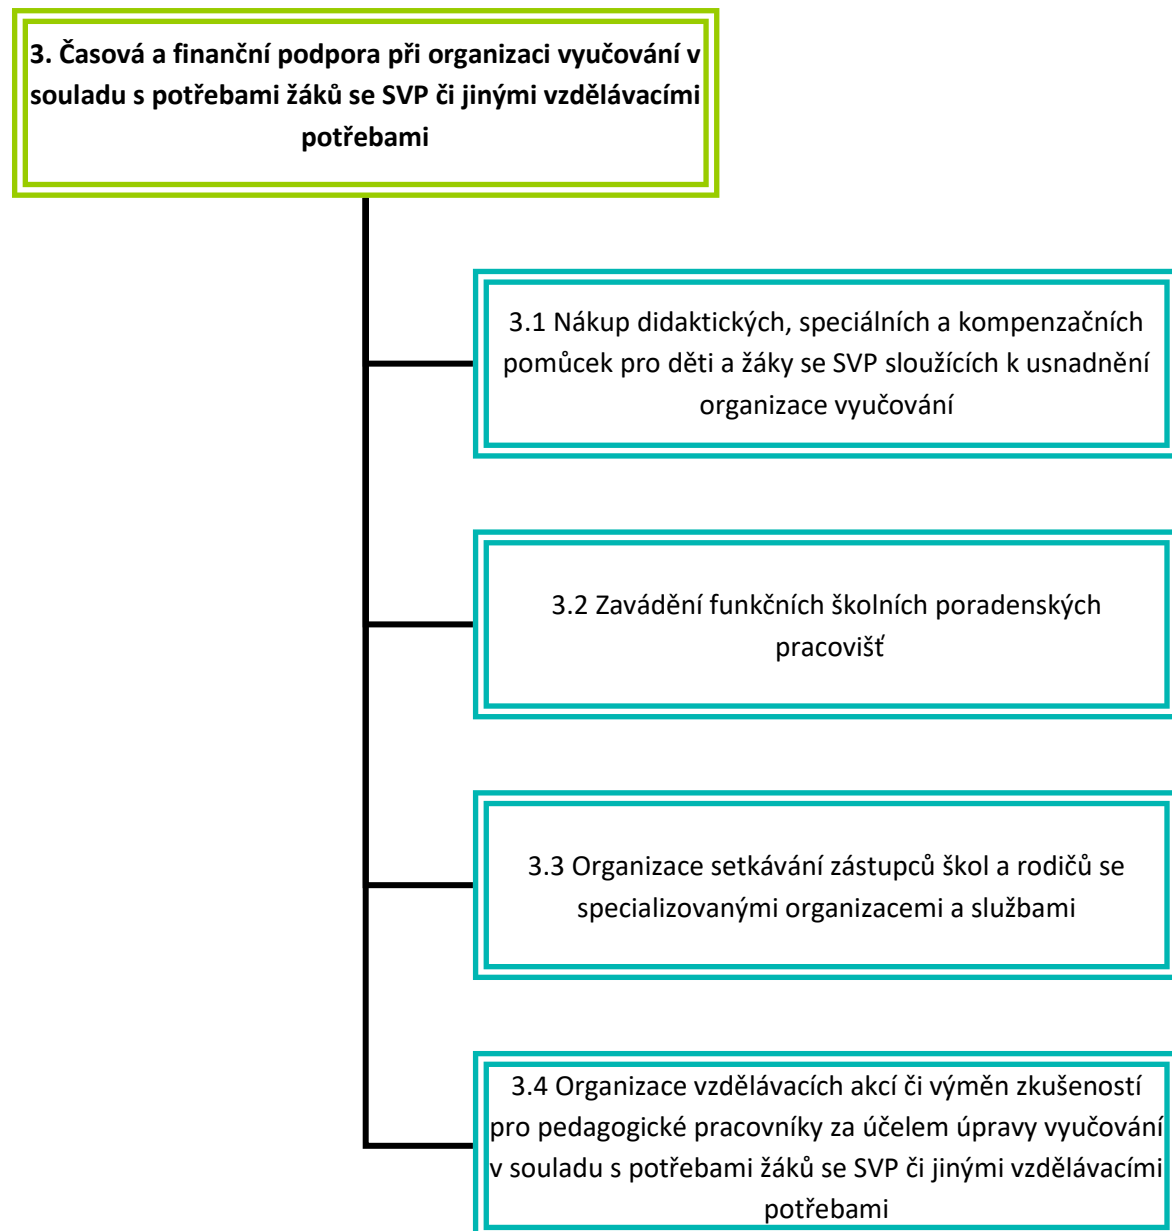 3. Časová a finanční podpora při organizaci vyučování v
souladu s potřebami žáků se SVP či jinými vzdělávacími
potřebami
3.1 Nákup didaktických, speciálních a kompenzačních
pomůcek pro děti a žáky se SVP sloužících k usnadnění
organizace vyučování
3.2 Zavádění funkčních školních poradenských
pracovišť
3.3 Organizace setkávání zástupců škol a rodičů se
specializovanými organizacemi a službami
3.4 Organizace vzdělávacích akcí či výměn zkušeností
pro pedagogické pracovníky za účelem úpravy vyučování
v souladu s potřebami žáků se SVP či jinými vzdělávacími
potřebami